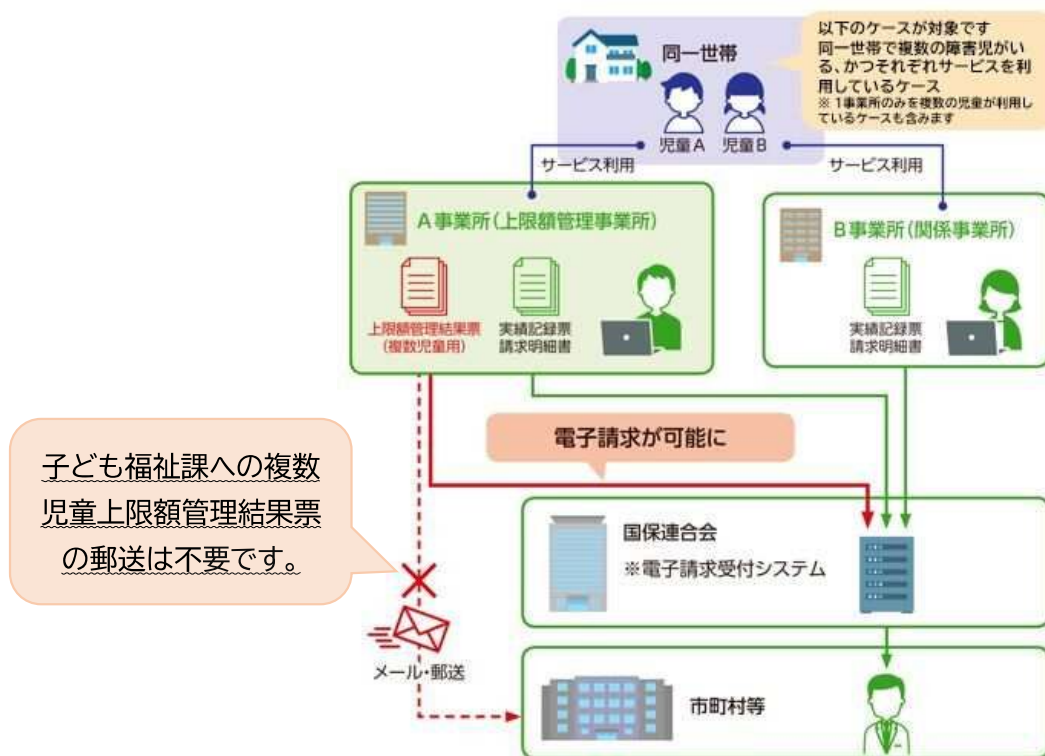 以下のケースが対象です
同一世帯で複数の障害児がい
る、かつそれぞれサービスを利
用しているケース
※1事業所のみを複数の児童が利用し
ているケースも含みます
同一世帯
児童A
児童B
サービス利用
サービス利用
A事業所(上限額管理事業所)
上限額管理結果票
(複数児童用)
実績記録票
請求明細書
B事業所(関係事業所)
実績記録票
請求明細書
電子請求が可能に
子ども福祉課への複数
児童上限額管理結果票
の郵送は不要です。
国保連合会
※電子請求受付システム
メール・郵送
市町村等